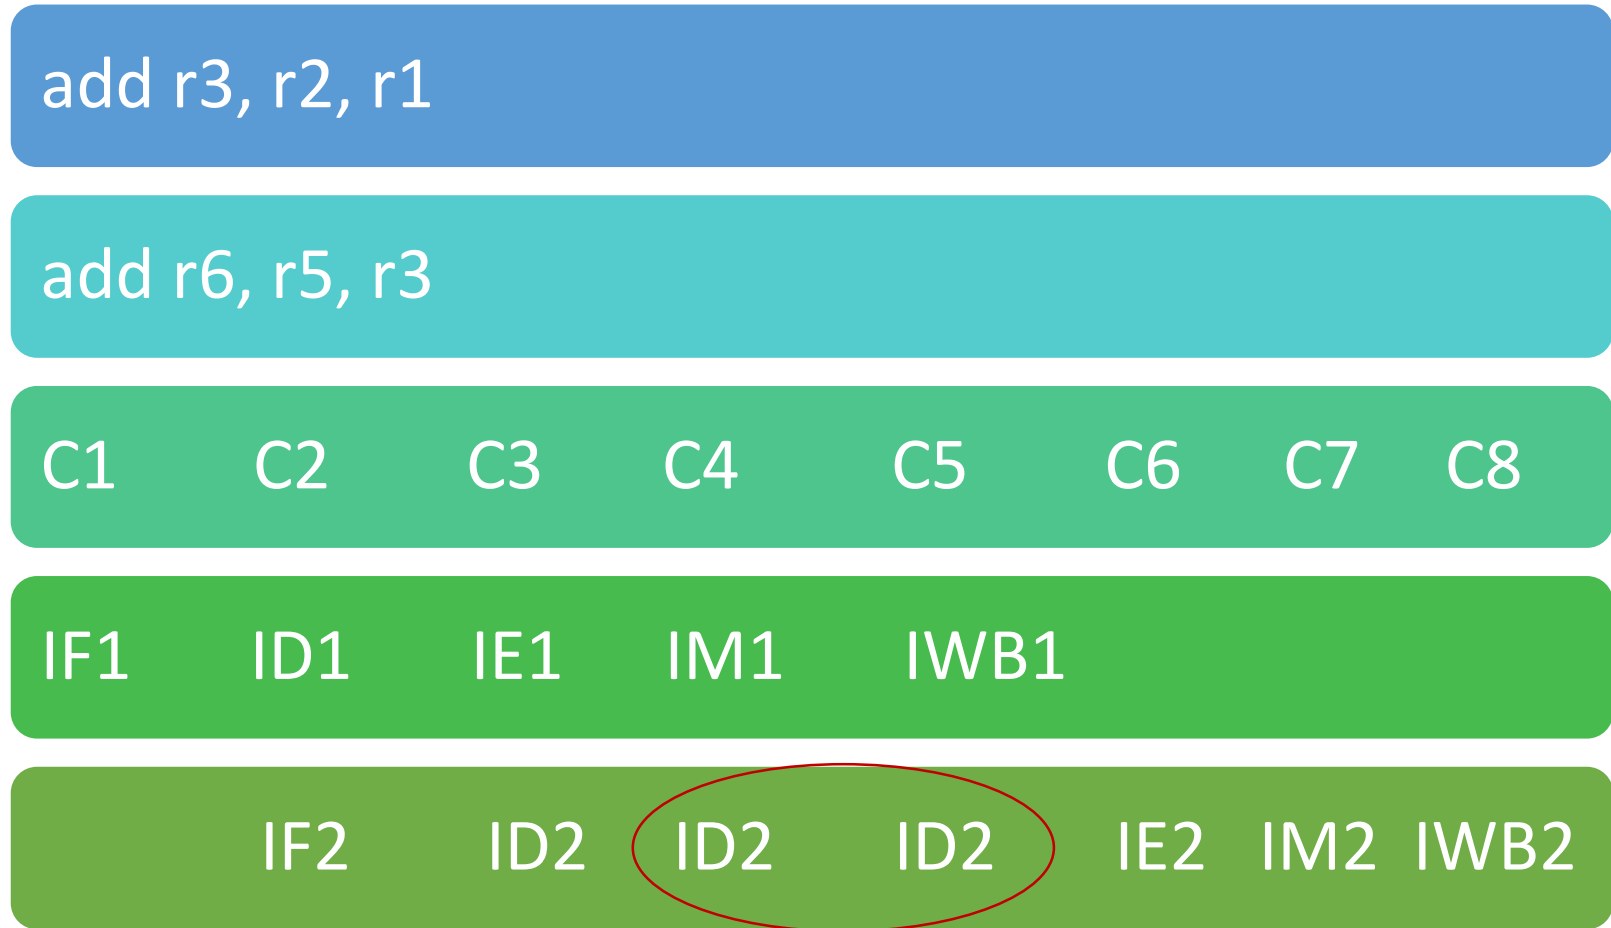 add r3, r2, r1
add r6, r5, r3
C1 C2 C3 C4 C5 C6 C7 C8
IF1 ID1 IE1 IM1 IWB1
IF2 ID2 ID2 ID2 IE2 IM2 IWB2